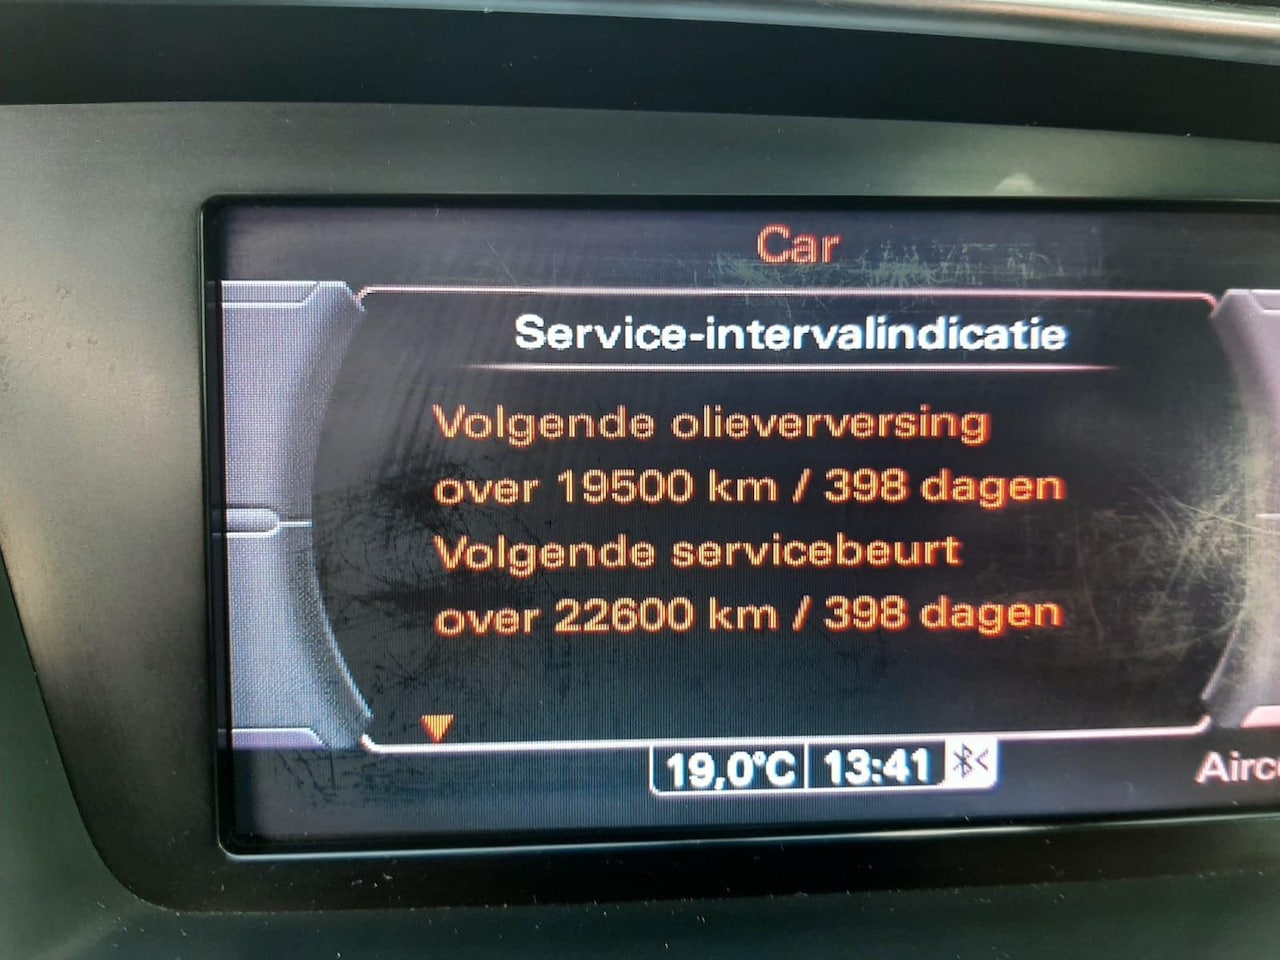 Car
Service-intervalindicatie
Volgende olieverversing
over 19500 km / 398 dagen
Volgende servicebeurt
over 22600 km / 398 dagen
19,0°C 13:41